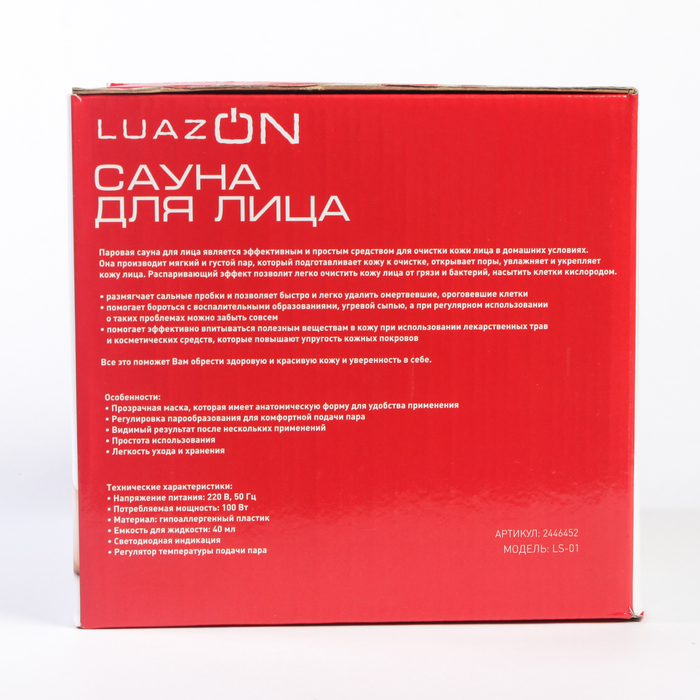 LUAZON
САУНА
ДЛЯ ЛИЦА
Паровая сауна для лица является эффективным и простым средством для очистки кожи лица в домашних условиях.
Она производит мягкий и густой пар, который подготавливает кожу к очистке, открывает поры, увлажняет и укрепляет
кожу лица. Распаривающий эффект позволит легко очистить кожу лица от грязи и бактерий, насытить клетки кислородом.
• размягчает сальные пробки и позволяет быстро и легко удалить омертвевшие, ороговевшие клетки
• помогает бороться с воспалительными образованиями, угревой сыпью, а при регулярном использовании
о таких проблемах можно забыть совсем
• помогает эффективно впитываться полезным веществам в кожу при использовании лекарственных трав
и косметических средств, которые повышают упругость кожных покровов
Все это поможет Вам обрести здоровую и красивую кожу и уверенность в себе.
Особенности:
• Прозрачная маска, которая имеет анатомическую форму для удобства применения
• Регулировка парообразования для комфортной подачи пара
• Видимый результат после нескольких применений
• Простота использования
• Легкость ухода и хранения
Технические характеристики:
• Напряжение питания: 220 В, 50 Гц
• Потребляемая мощность: 100 Вт
• Материал: гипоаллергенный пластик
• Емкость для жидкости: 40 мл
• Светодиодная индикация
• Регулятор температуры подачи пара
АРТИКУЛ: 2446452
МОДЕЛЬ: LS-01